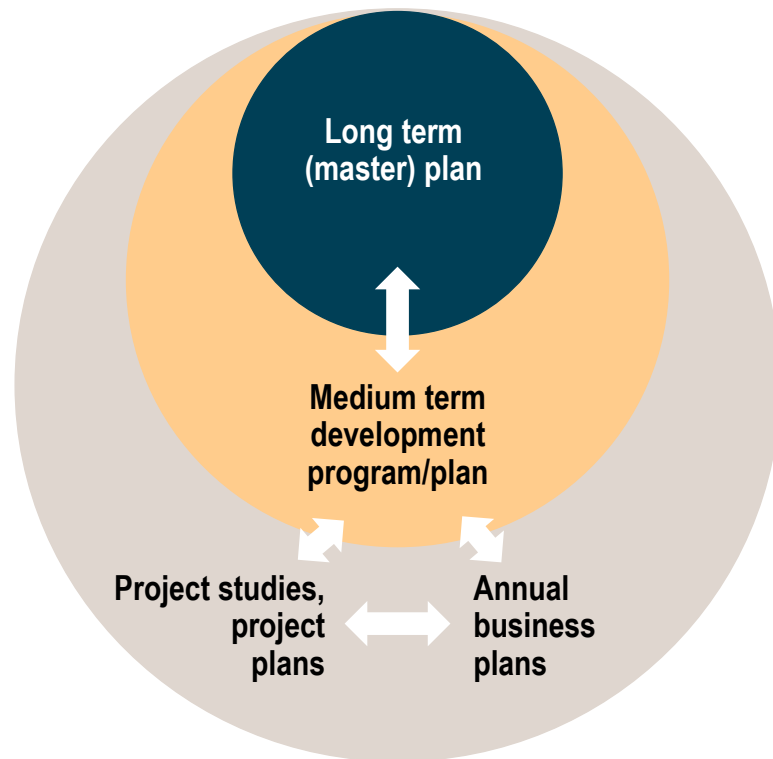 Long term
(master) plan
Medium term
development
program/plan
Project studies,
project
plans
Annual
business
plans